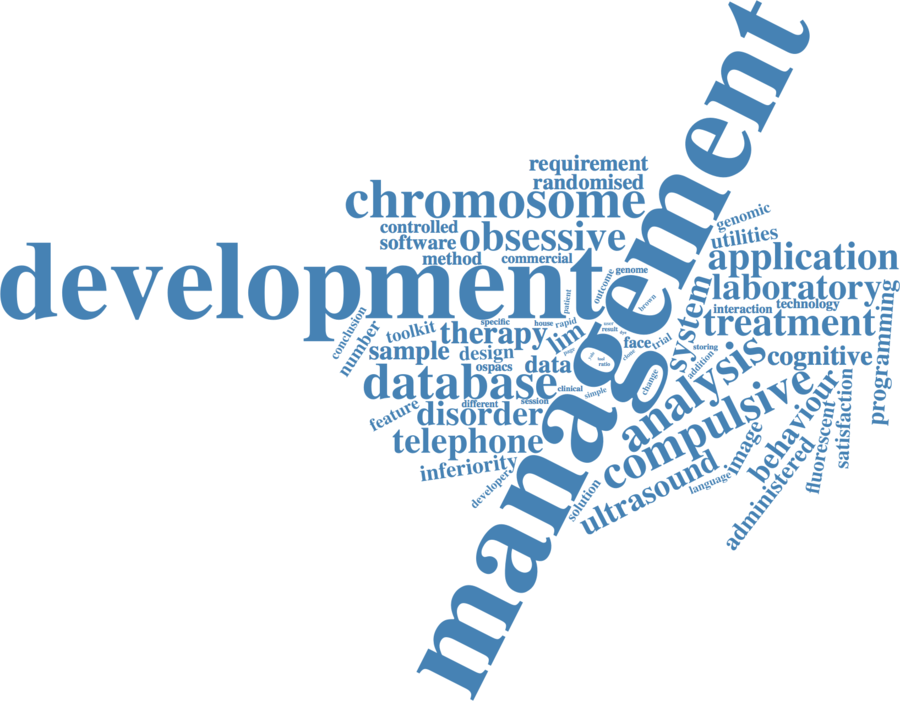 management
development
requirement
randomised
chromosome
controlled
software
obsessive
method
commercial
genomic
utilities
application
laboratory
interaction
technology
treatment
programming
genome
outcome
brown
patient
system
conclusion
number
toolkit
specific
house
rapid
therapy
lim
result
face
trial
storing
addition
cognitive
sample
design
ospacs
data
page
clone
ratio
change
analysis
database
clinical
simple
compulsive
feature
different
session
disorder
behaviour
satisfaction
fluorescent
image
telephone
inferiority
developer
solution
ultrasound
language
administered